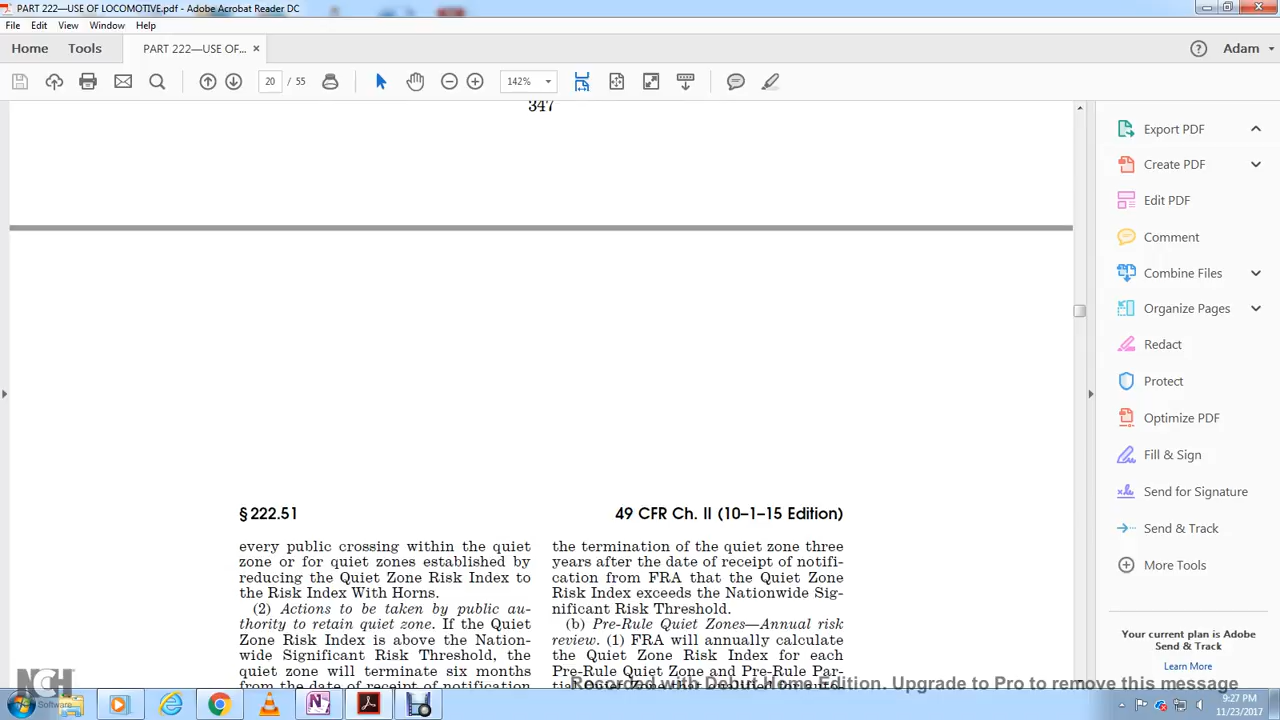 PART 222—USE OF LOCOMOTIVE.pdf - Adobe Acrobat Reader DC
File Edit View Window Help
Home Tools PART 222—USE OF... × Adam
20 / 55 142%
347
§ 222.51 49 CFR Ch. II (10–1–15 Edition)
every public crossing within the quiet
zone or for quiet zones established by
reducing the Quiet Zone Risk Index to
the Risk Index With Horns.
(2) Actions to be taken by public au-
thority to retain quiet zone. If the Quiet
Zone Risk Index is above the Nation-
wide Significant Risk Threshold, the
quiet zone will terminate six months
from the date of receipt of notification
the termination of the quiet zone three
years after the date of receipt of notifi-
cation from FRA that the Quiet Zone
Risk Index exceeds the Nationwide Sig-
nificant Risk Threshold.
(b) Pre-Rule Quiet Zones—Annual risk
review. (1) FRA will annually calculate
the Quiet Zone Risk Index for each
Pre-Rule Quiet Zone and Pre-Rule Par-
Export PDF
Create PDF
Edit PDF
Comment
Combine Files
Organize Pages
Redact
Protect
Optimize PDF
Fill & Sign
Send for Signature
Send & Track
More Tools
Your current plan is Adobe
Send & Track
Learn More
Recorded with Debut Home Edition. Upgrade to Pro to remove this message
NCH Software
9:27 PM
11/23/2017